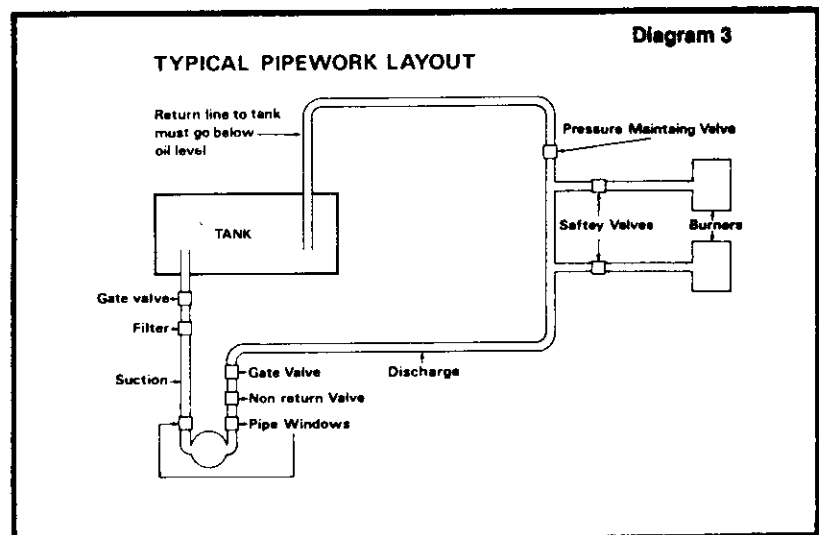 Diagram 3
TYPICAL PIPEWORK LAYOUT
Return line to tank
must go below
oil level
Pressure Maintaing Valve
TANK
Saftey Valves
Burners
Gate valve
Filter
Suction
Gate Valve
Discharge
Non return Valve
Pipe Windows